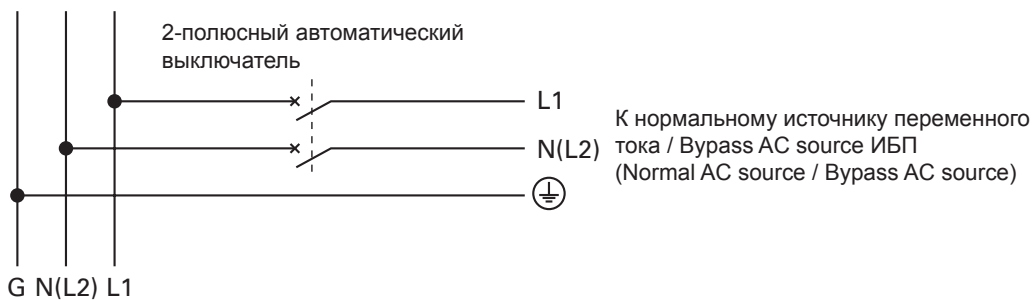 2-полюсный автоматический
выключатель
L1
N(L2)
К нормальному источнику переменного
тока / Bypass AC source ИБП
(Normal AC source / Bypass AC source)
G N(L2) L1